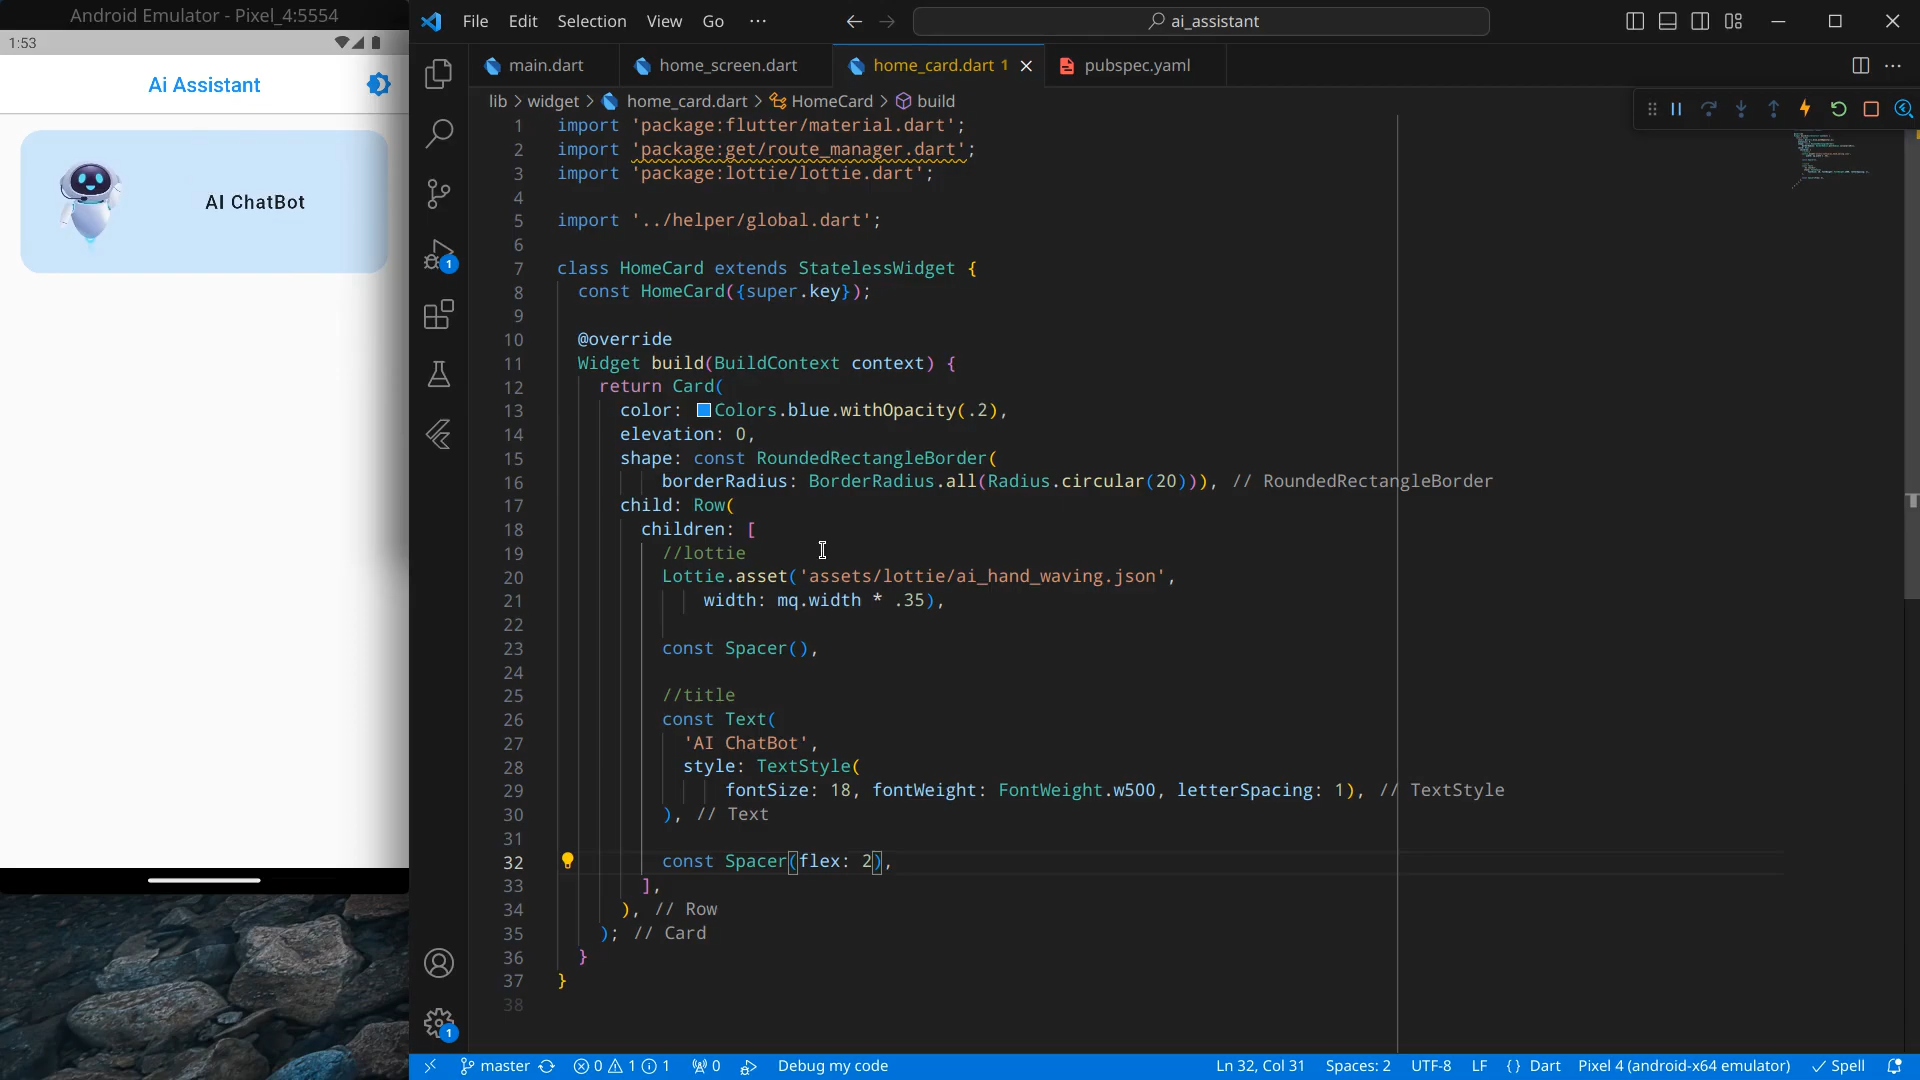 Android Emulator - Pixel_4:5554
1:53
Ai Assistant
AI ChatBot
File Edit Selection View Go ···
ai_assistant
main.dart
home_screen.dart
home_card.dart 1
pubspec.yaml
lib > widget > home_card.dart > HomeCard > build
1 import 'package:flutter/material.dart';
2 import 'package:get/route_manager.dart';
3 import 'package:lottie/lottie.dart';
4
5 import '../helper/global.dart';
6
7 class HomeCard extends StatelessWidget {
8 const HomeCard({super.key});
9
10 @override
11 Widget build(BuildContext context) {
12 return Card(
13 color: Colors.blue.withOpacity(.2),
14 elevation: 0,
15 shape: const RoundedRectangleBorder(
16 borderRadius: BorderRadius.all(Radius.circular(20))), // RoundedRectangleBorder
17 child: Row(
18 children: [
19 //lottie
20 Lottie.asset('assets/lottie/ai_hand_waving.json',
21 width: mq.width * .35),
22
23 const Spacer(),
24
25 //title
26 const Text(
27 'AI ChatBot',
28 style: TextStyle(
29 fontSize: 18, fontWeight: FontWeight.w500, letterSpacing: 1), // TextStyle
30 ), // Text
31
32 const Spacer(flex: 2),
33 ],
34 ), // Row
35 ); // Card
36 }
37 }
38
1
1
master 0 1 1 0 Debug my code Ln 32, Col 31 Spaces: 2 UTF-8 LF { } Dart Pixel 4 (android-x64 emulator) Spell